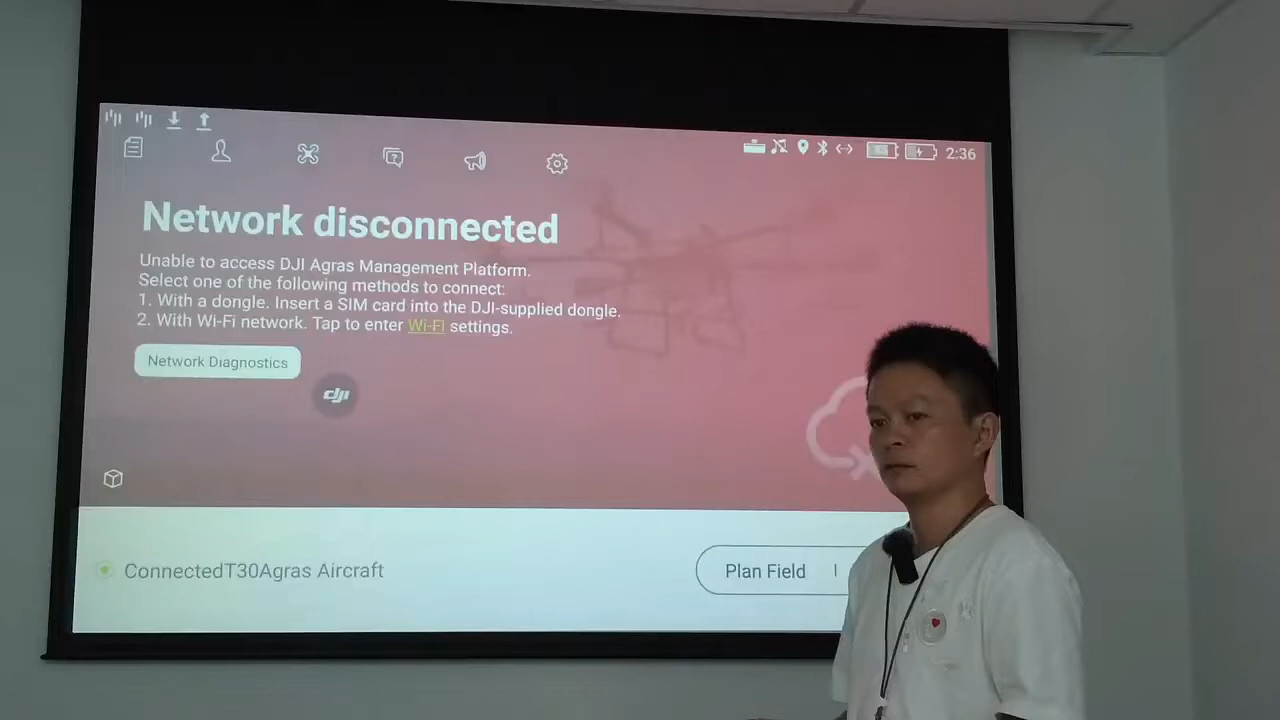 2:36
Network disconnected
Unable to access DJI Agras Management Platform.
Select one of the following methods to connect:
1. With a dongle. Insert a SIM card into the DJI-supplied dongle.
2. With Wi-Fi network. Tap to enter Wi-Fi settings.
Network Diagnostics
dji
ConnectedT30Agras Aircraft
Plan Field